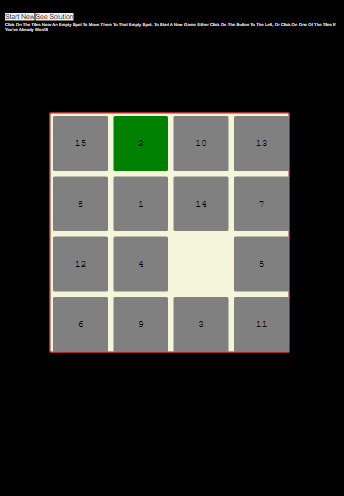 Start New See Solution
Click On The Tiles Near An Empty Spot To Move Them To That Empty Spot. To Start A New Game Either Click On The Button To The Left, Or Click On One Of The Tiles If
You've Already Won!!!
15 2 10 13
8 1 14 7
12 4 5
6 9 3 11